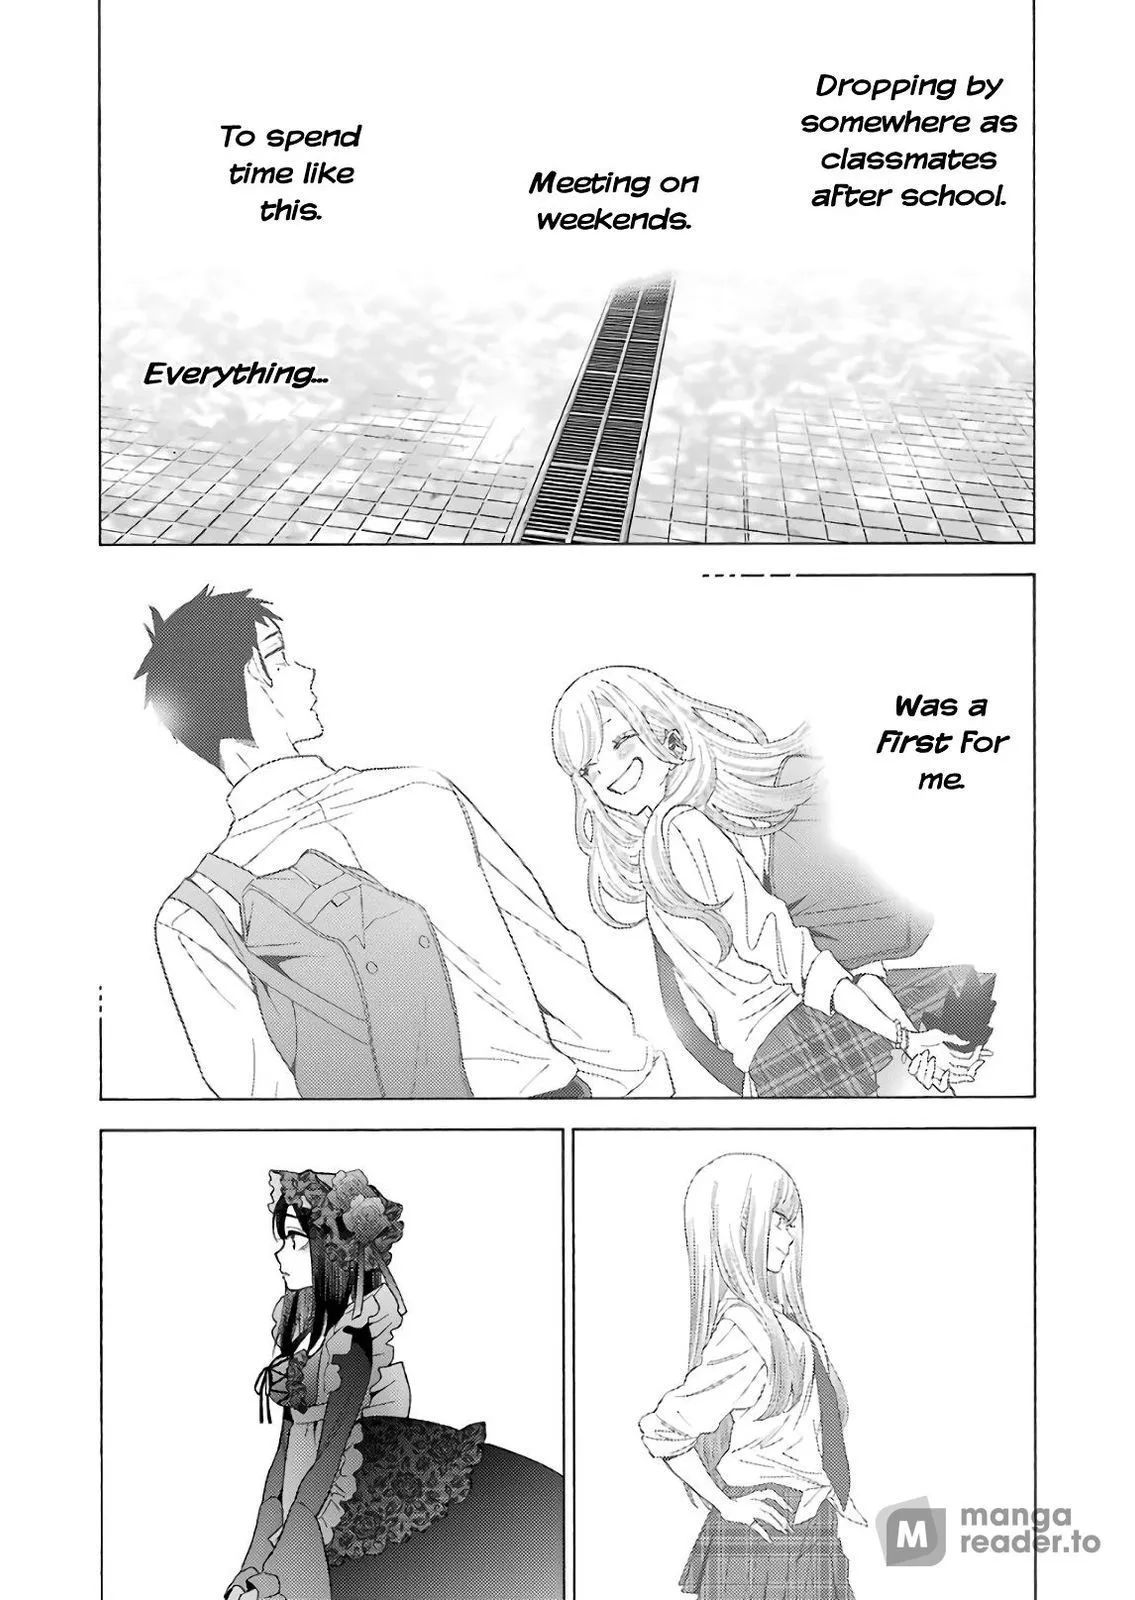 Dropping by
somewhere as
classmates
after school.
Meeting on
weekends.
To spend
time like
this.
Everything...
Was a
First For
me.
M
manga
reader.to